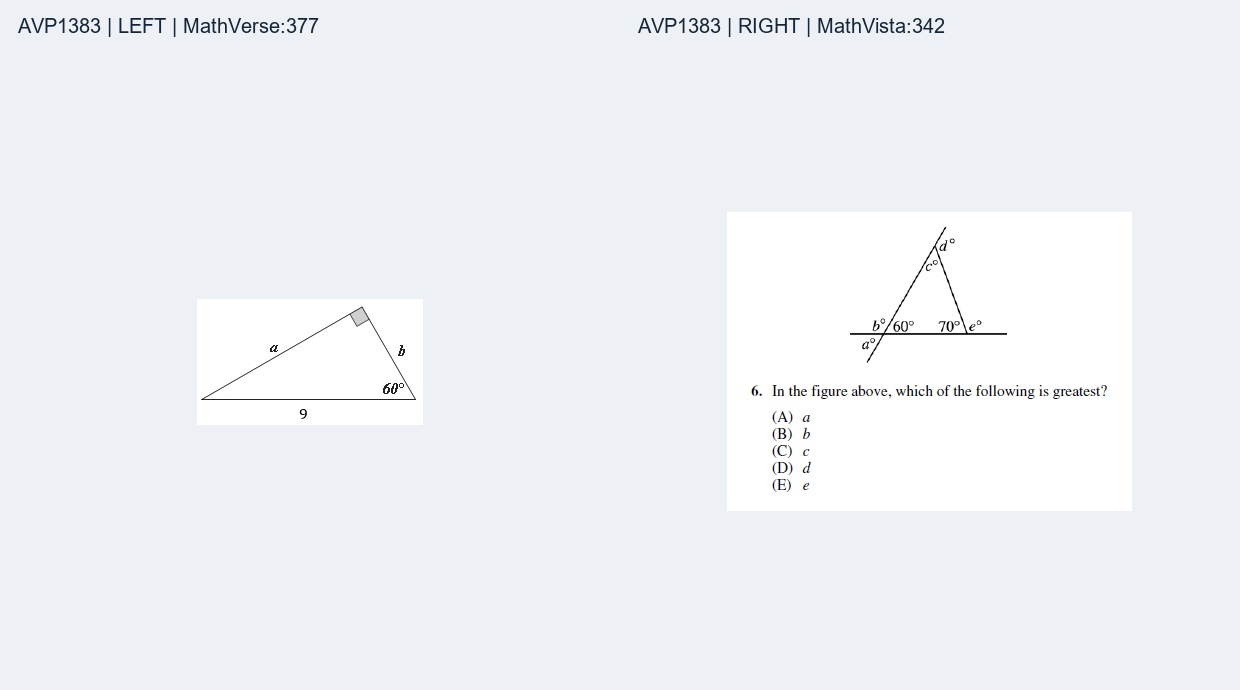 AVP1383 | LEFT | MathVerse:377
a
b
60°
9
AVP1383 | RIGHT | MathVista:342
d°
c°
b° 60° 70° e°
a°
6. In the figure above, which of the following is greatest?
(A) a
(B) b
(C) c
(D) d
(E) e